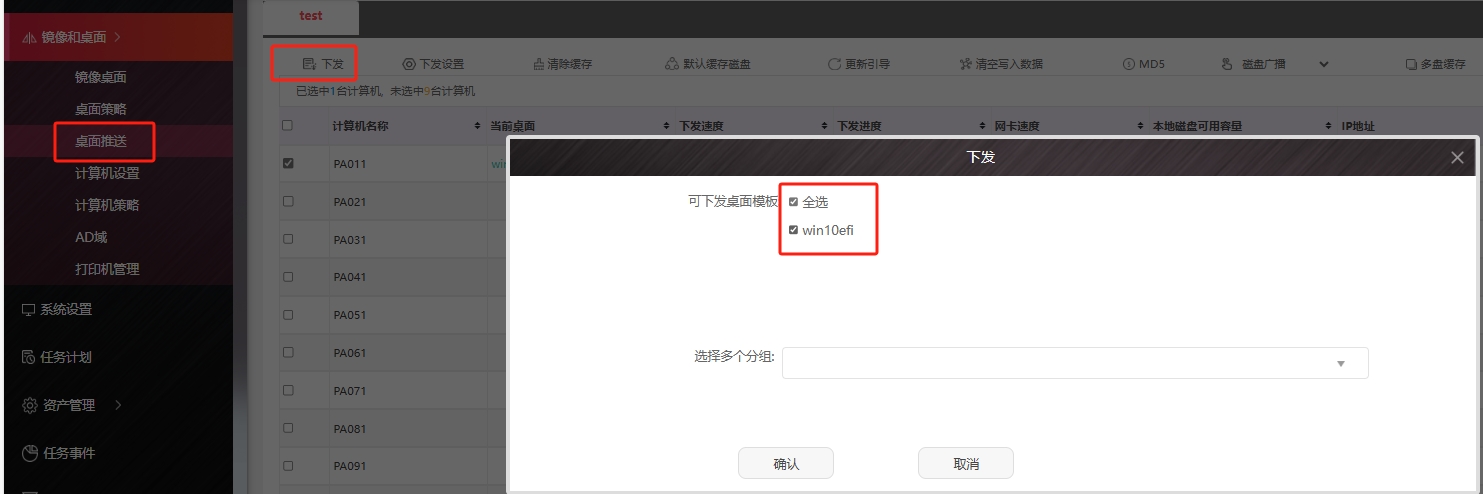 test
镜像和桌面
镜像桌面
桌面策略
桌面推送
计算机设置
计算机策略
AD域
打印机管理
系统设置
任务计划
资产管理
任务事件
下发 下发设置 清除缓存 默认缓存磁盘 更新引导 清空写入数据 MD5 磁盘广播 多盘缓存
已选中1台计算机, 未选中9台计算机
计算机名称 当前桌面 下发速度 下发进度 网卡速度 本地磁盘可用容量 IP地址
PA011
PA021
PA031
PA041
PA051
PA061
PA071
PA081
PA091
下发
可下发桌面模板 全选
win10efi
选择多个分组:
确认 取消